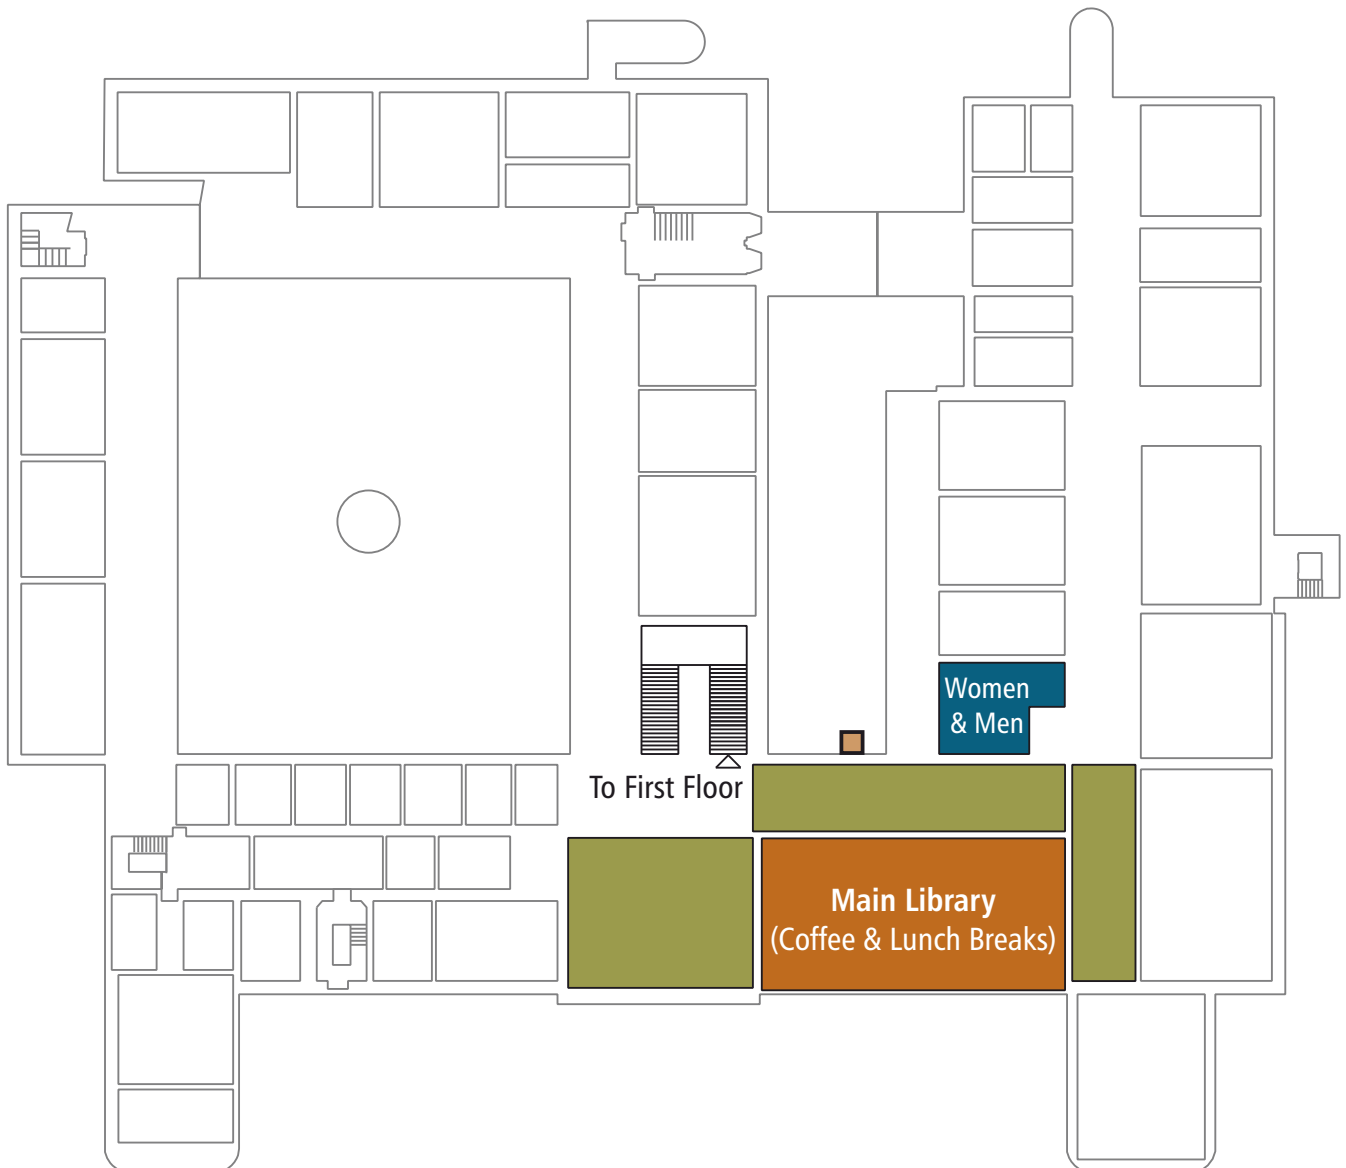 Women
& Men
To First Floor
Main Library
(Coffee & Lunch Breaks)